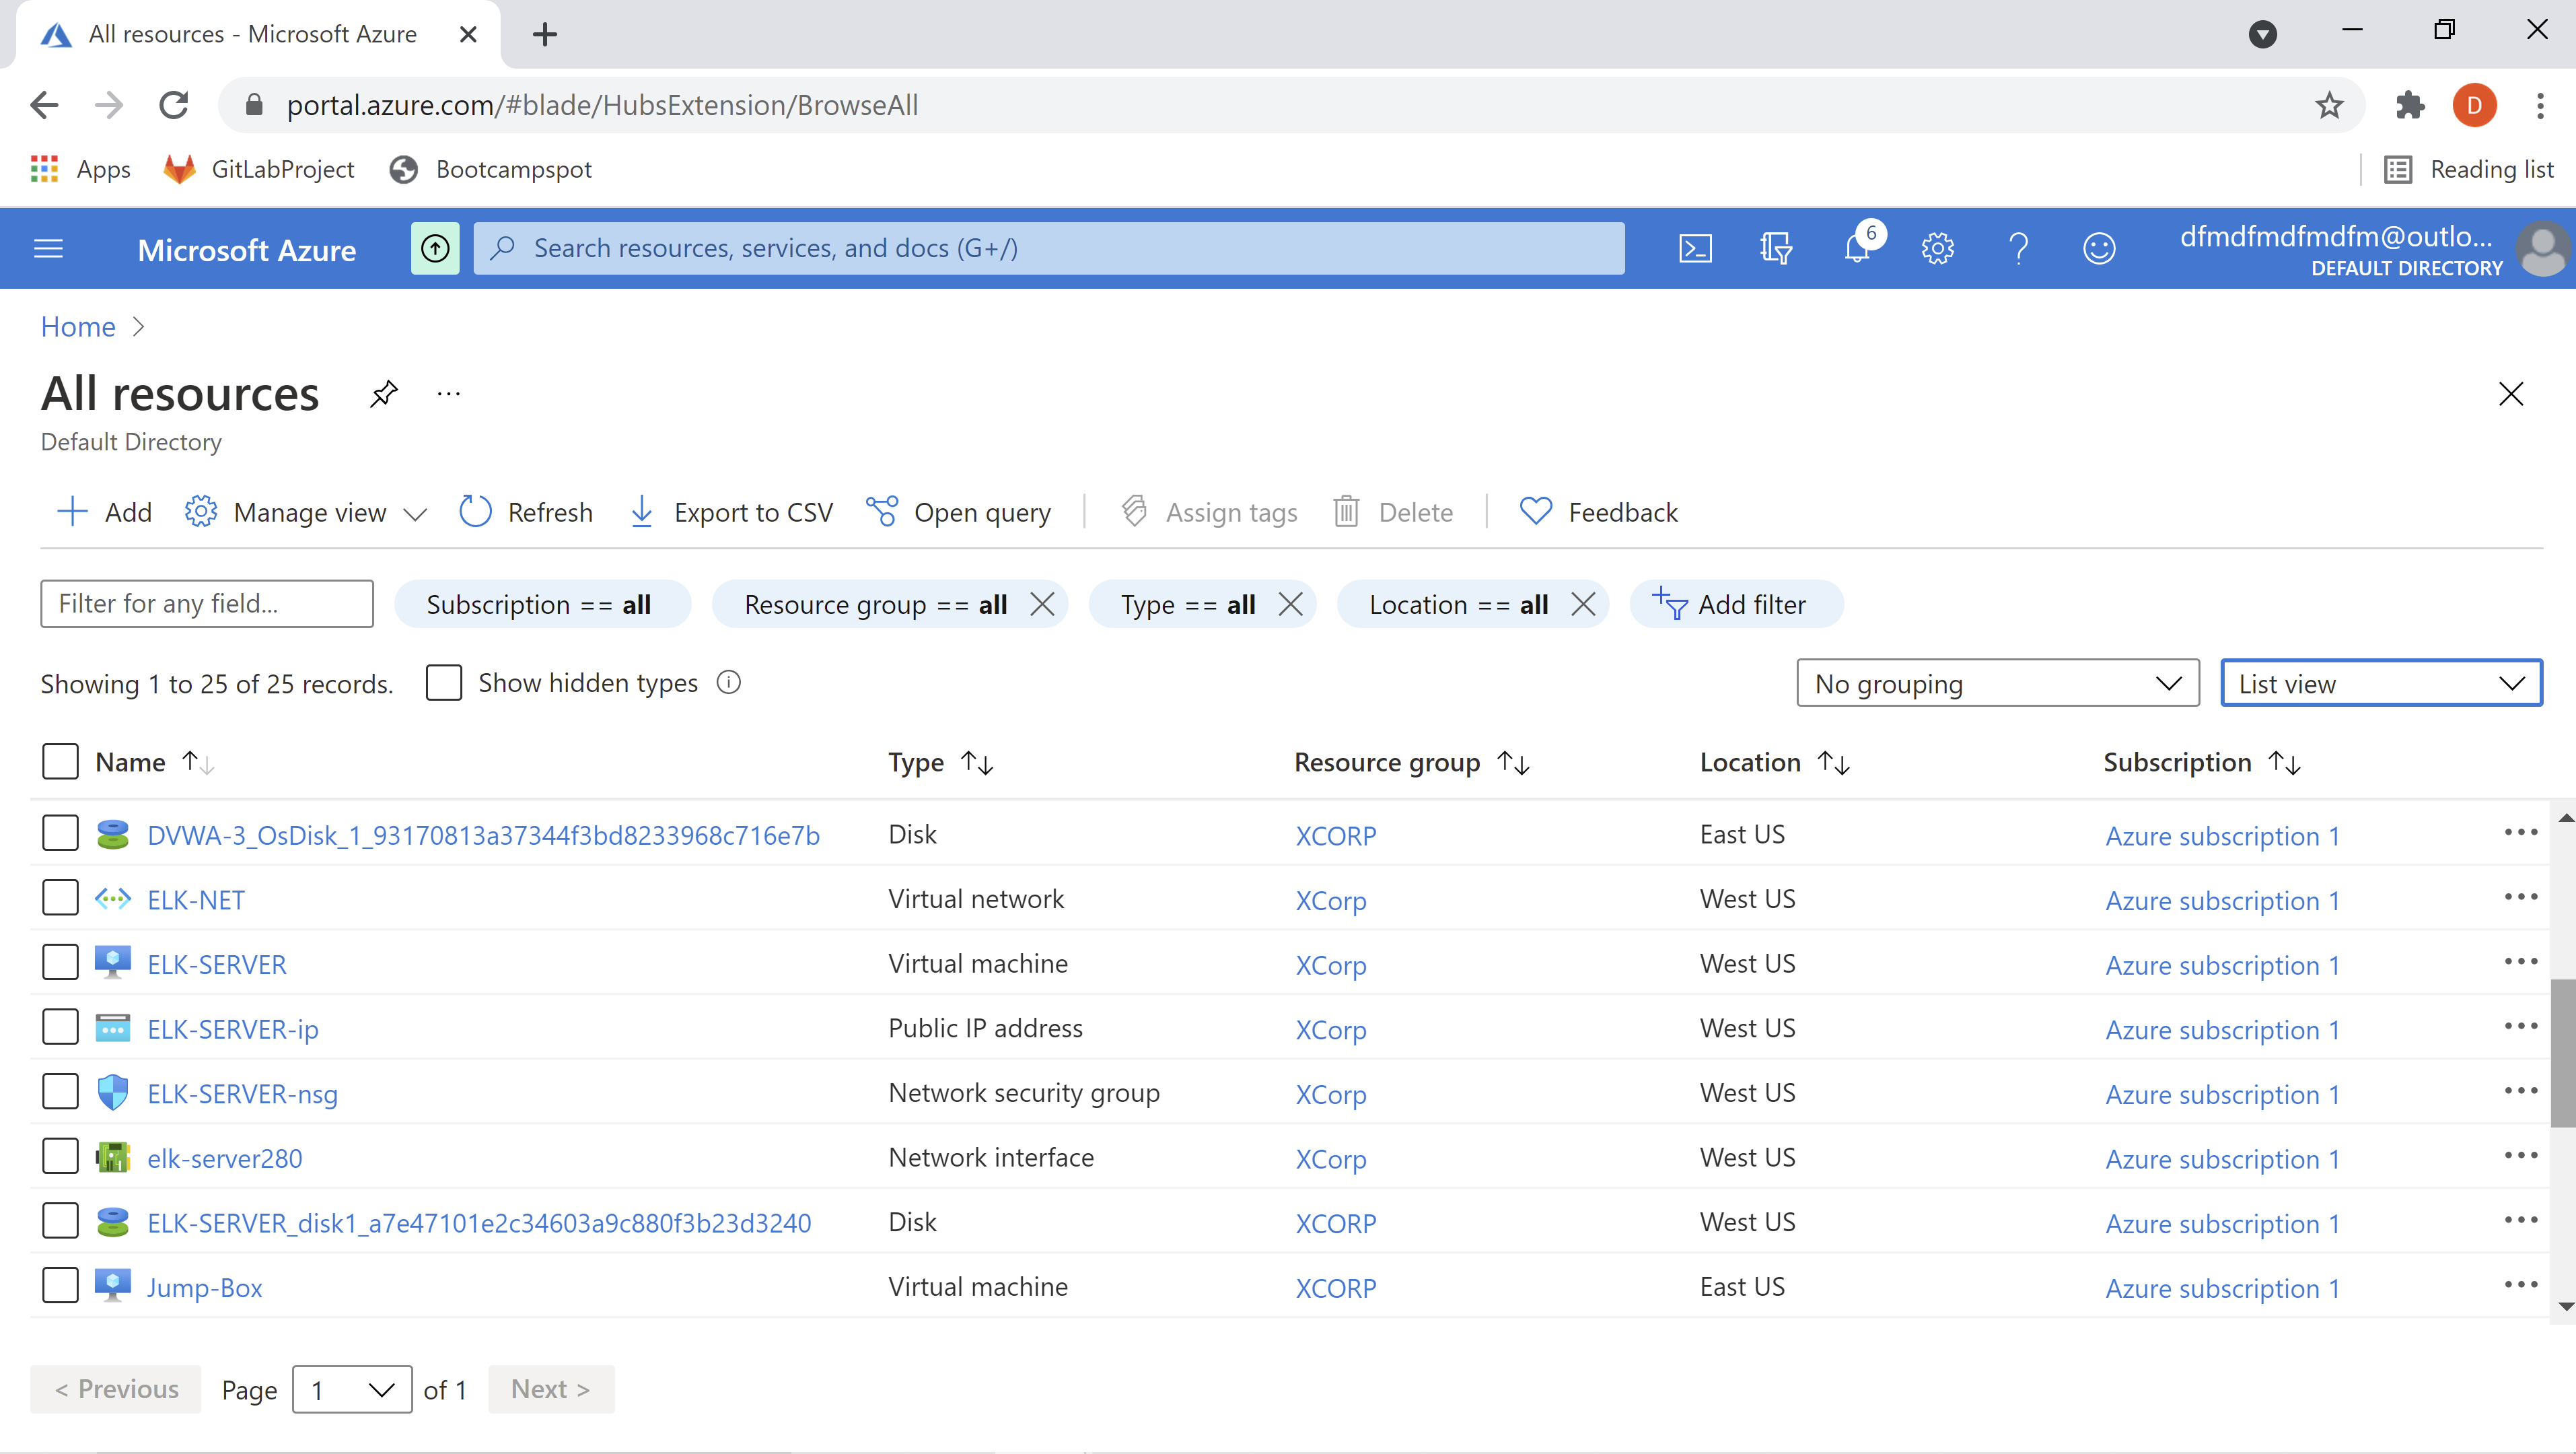 All resources - Microsoft Azure
portal.azure.com/#blade/HubsExtension/BrowseAll
D
Apps GitLabProject Bootcampspot Reading list
Microsoft Azure Search resources, services, and docs (G+/) 6 dfmdfmdfmdfm@outlo...
DEFAULT DIRECTORY
Home >
All resources ...
Default Directory
Add Manage view Refresh Export to CSV Open query Assign tags Delete Feedback
Filter for any field... Subscription == all Resource group == all Type == all Location == all Add filter
Showing 1 to 25 of 25 records. Show hidden types No grouping List view
Name Type Resource group Location Subscription
DVWA-3_OsDisk_1_93170813a37344f3bd8233968c716e7b Disk XCORP East US Azure subscription 1
ELK-NET Virtual network XCorp West US Azure subscription 1
ELK-SERVER Virtual machine XCorp West US Azure subscription 1
ELK-SERVER-ip Public IP address XCorp West US Azure subscription 1
ELK-SERVER-nsg Network security group XCorp West US Azure subscription 1
elk-server280 Network interface XCorp West US Azure subscription 1
ELK-SERVER_disk1_a7e47101e2c34603a9c880f3b23d3240 Disk XCORP West US Azure subscription 1
Jump-Box Virtual machine XCORP East US Azure subscription 1
< Previous Page 1 of 1 Next >